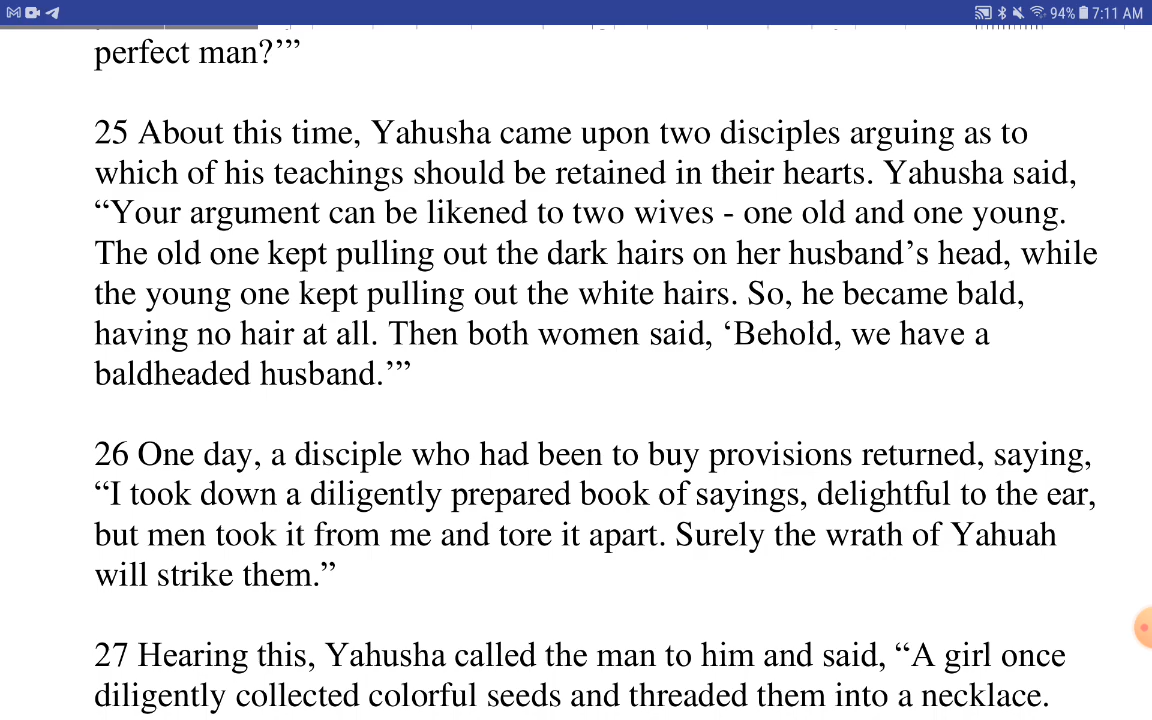 94% 7:11 AM
perfect man?’”
25 About this time, Yahusha came upon two disciples arguing as to
which of his teachings should be retained in their hearts. Yahusha said,
“Your argument can be likened to two wives - one old and one young.
The old one kept pulling out the dark hairs on her husband’s head, while
the young one kept pulling out the white hairs. So, he became bald,
having no hair at all. Then both women said, ‘Behold, we have a
baldheaded husband.’”
26 One day, a disciple who had been to buy provisions returned, saying,
“I took down a diligently prepared book of sayings, delightful to the ear,
but men took it from me and tore it apart. Surely the wrath of Yahuah
will strike them.”
27 Hearing this, Yahusha called the man to him and said, “A girl once
diligently collected colorful seeds and threaded them into a necklace.